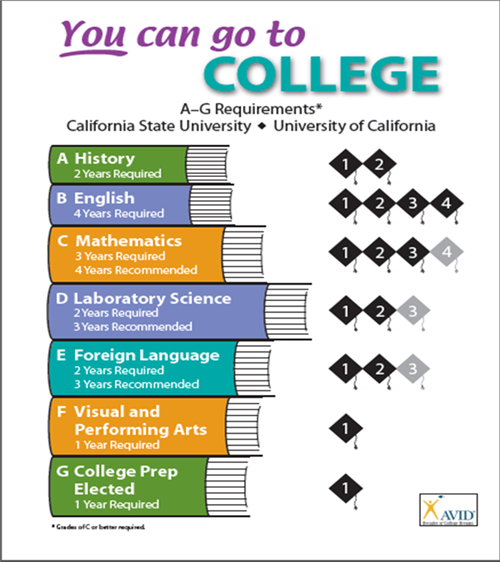 You can go to
COLLEGE
A–G Requirements*
California State University ◆ University of California
A History
2 Years Required
1 2
B English
4 Years Required
1 2 3 4
C Mathematics
3 Years Required
4 Years Recommended
1 2 3 4
D Laboratory Science
2 Years Required
3 Years Recommended
1 2 3
E Foreign Language
2 Years Required
3 Years Recommended
1 2 3
F Visual and
Performing Arts
1 Year Required
1
G College Prep
Elected
1 Year Required
1
* Grades of C or better required.
AVID